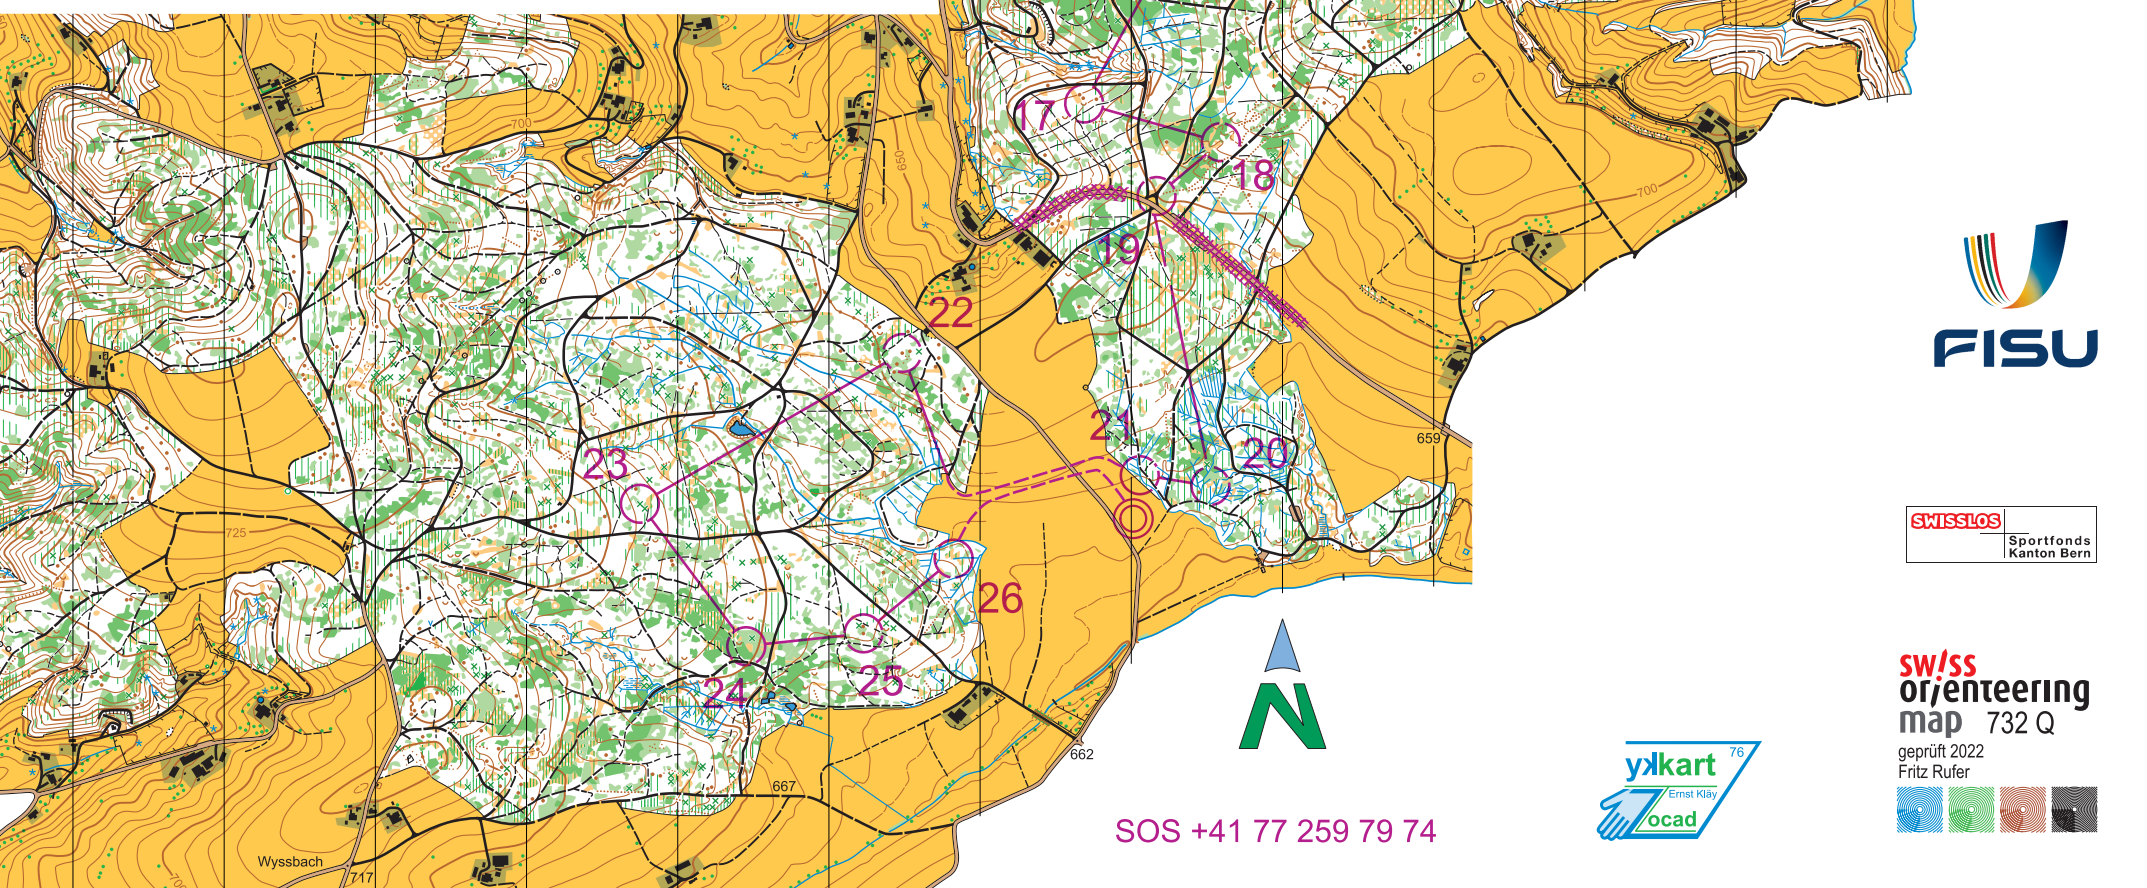 17
18
19
20
21
22
23
24
25
26
700
650
700
725
659
662
667
Wyssbach
717
700
SOS +41 77 259 79 74
N
FISU
SWISSLOS
Sportfonds
Kanton Bern
swiss
orienteering
map 732 Q
geprüft 2022
Fritz Rufer
76
ykkart
Ernst Kläy
ocad